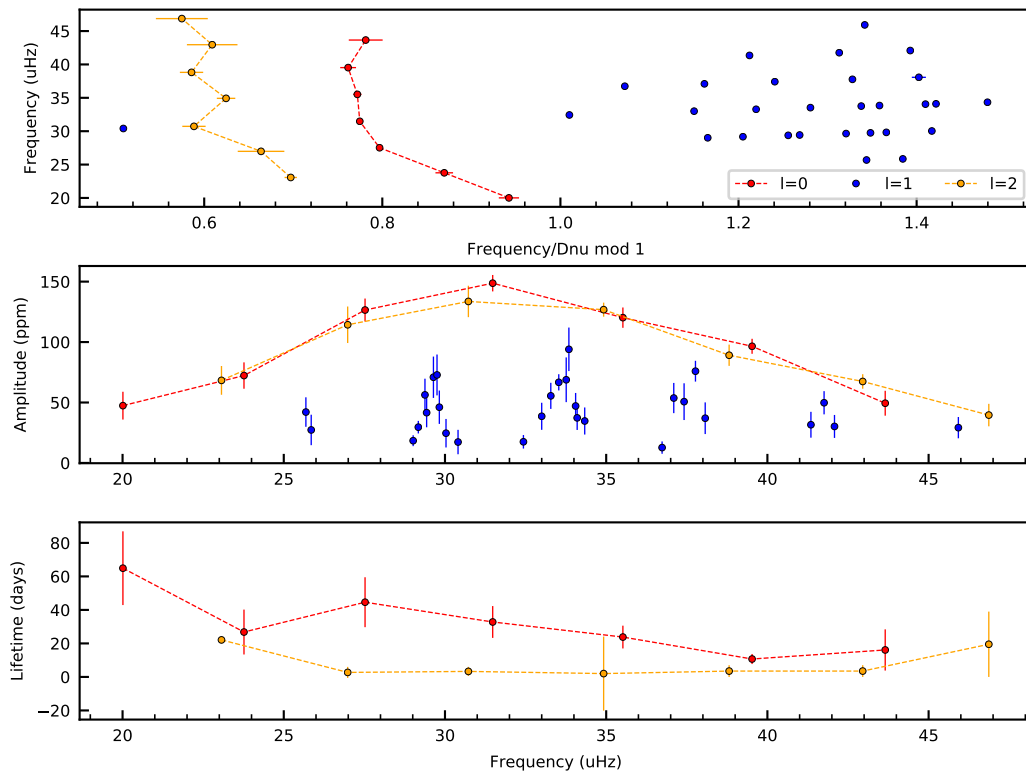 Frequency (uHz)
45
40
35
30
25
20
0.6 0.8 1.0 1.2 1.4
l=0 l=1 l=2
Frequency/Dnu mod 1
Amplitude (ppm)
150
100
50
0
20 25 30 35 40 45
Lifetime (days)
80
60
40
20
0
−20
20 25 30 35 40 45
Frequency (uHz)